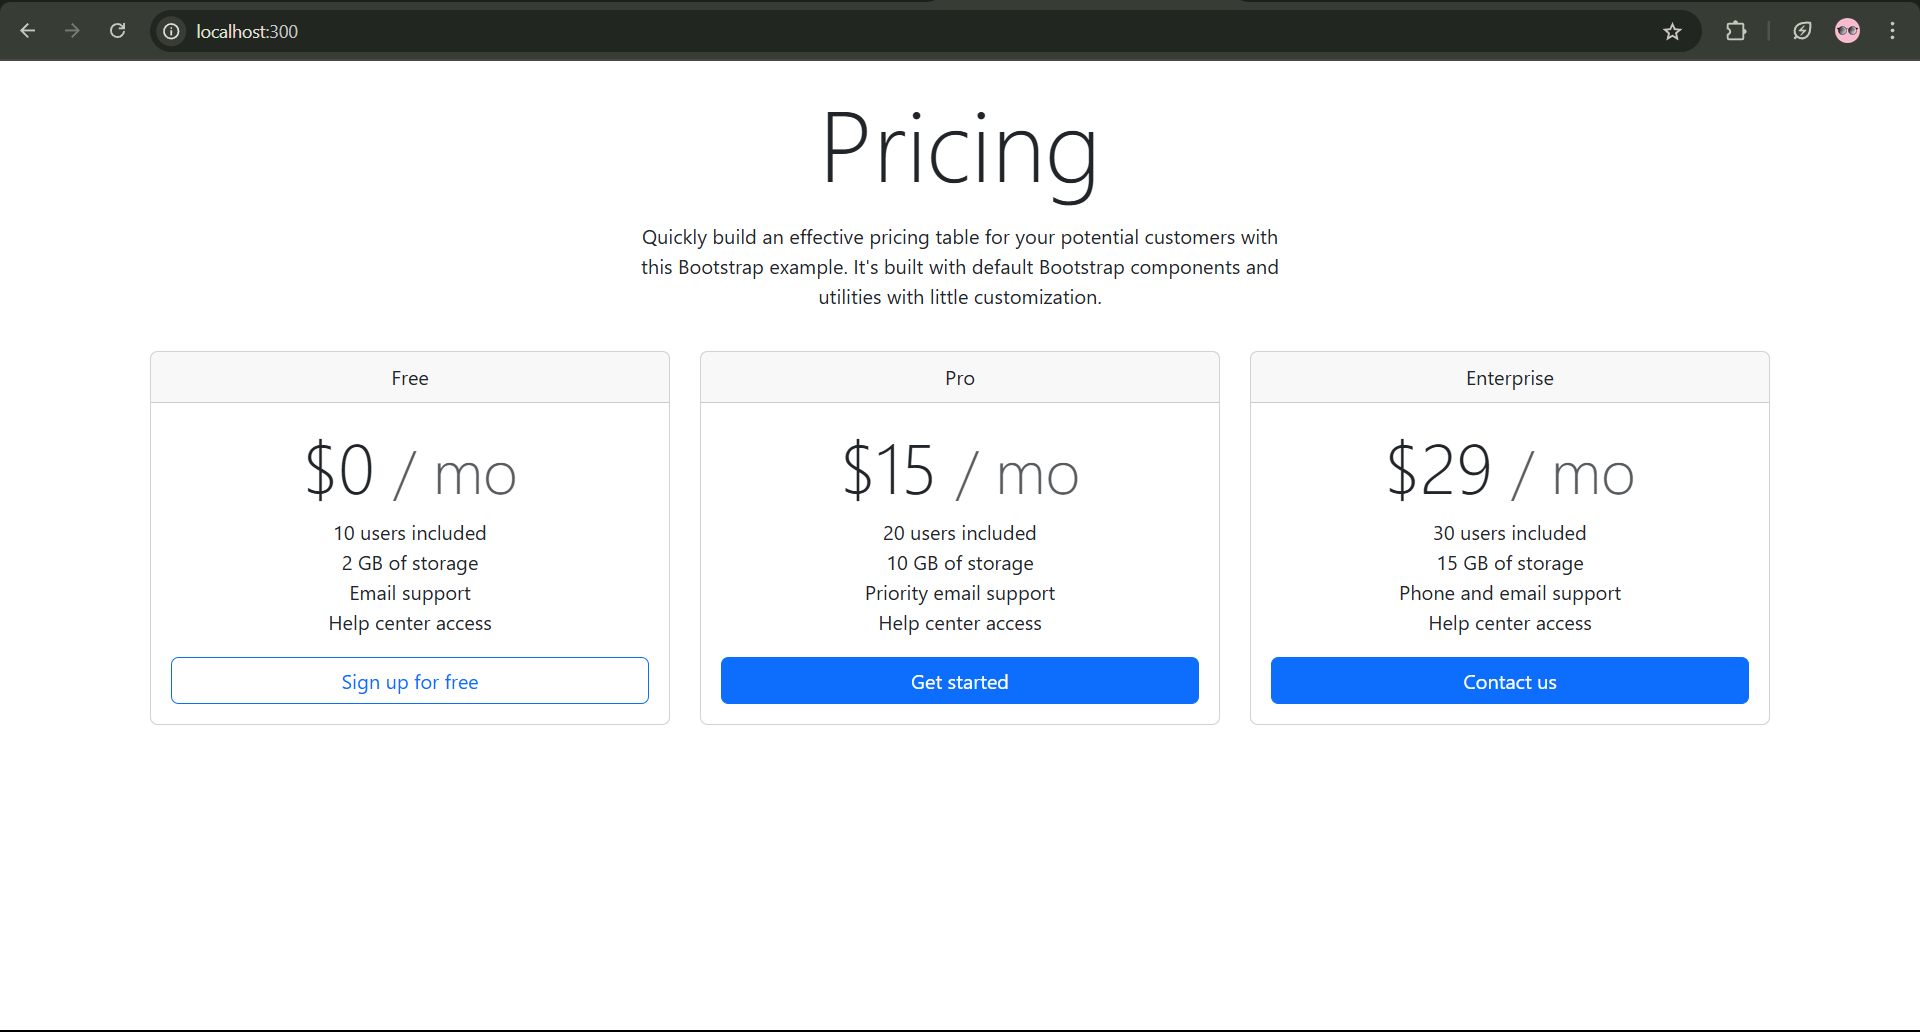 localhost:300
Pricing
Quickly build an effective pricing table for your potential customers with
this Bootstrap example. It's built with default Bootstrap components and
utilities with little customization.
Free
$0 / mo
10 users included
2 GB of storage
Email support
Help center access
Sign up for free
Pro
$15 / mo
20 users included
10 GB of storage
Priority email support
Help center access
Get started
Enterprise
$29 / mo
30 users included
15 GB of storage
Phone and email support
Help center access
Contact us